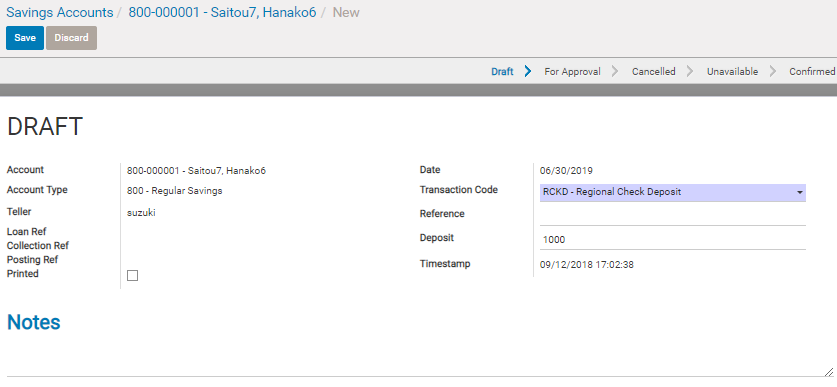 Savings Accounts / 800-000001 - Saitou7, Hanako6 / New
Save Discard
Draft For Approval Cancelled Unavailable Confirmed
DRAFT
Account 800-000001 - Saitou7, Hanako6
Account Type 800 - Regular Savings
Teller suzuki
Loan Ref
Collection Ref
Posting Ref
Printed
Date 06/30/2019
Transaction Code RCKD - Regional Check Deposit
Reference
Deposit 1000
Timestamp 09/12/2018 17:02:38
Notes